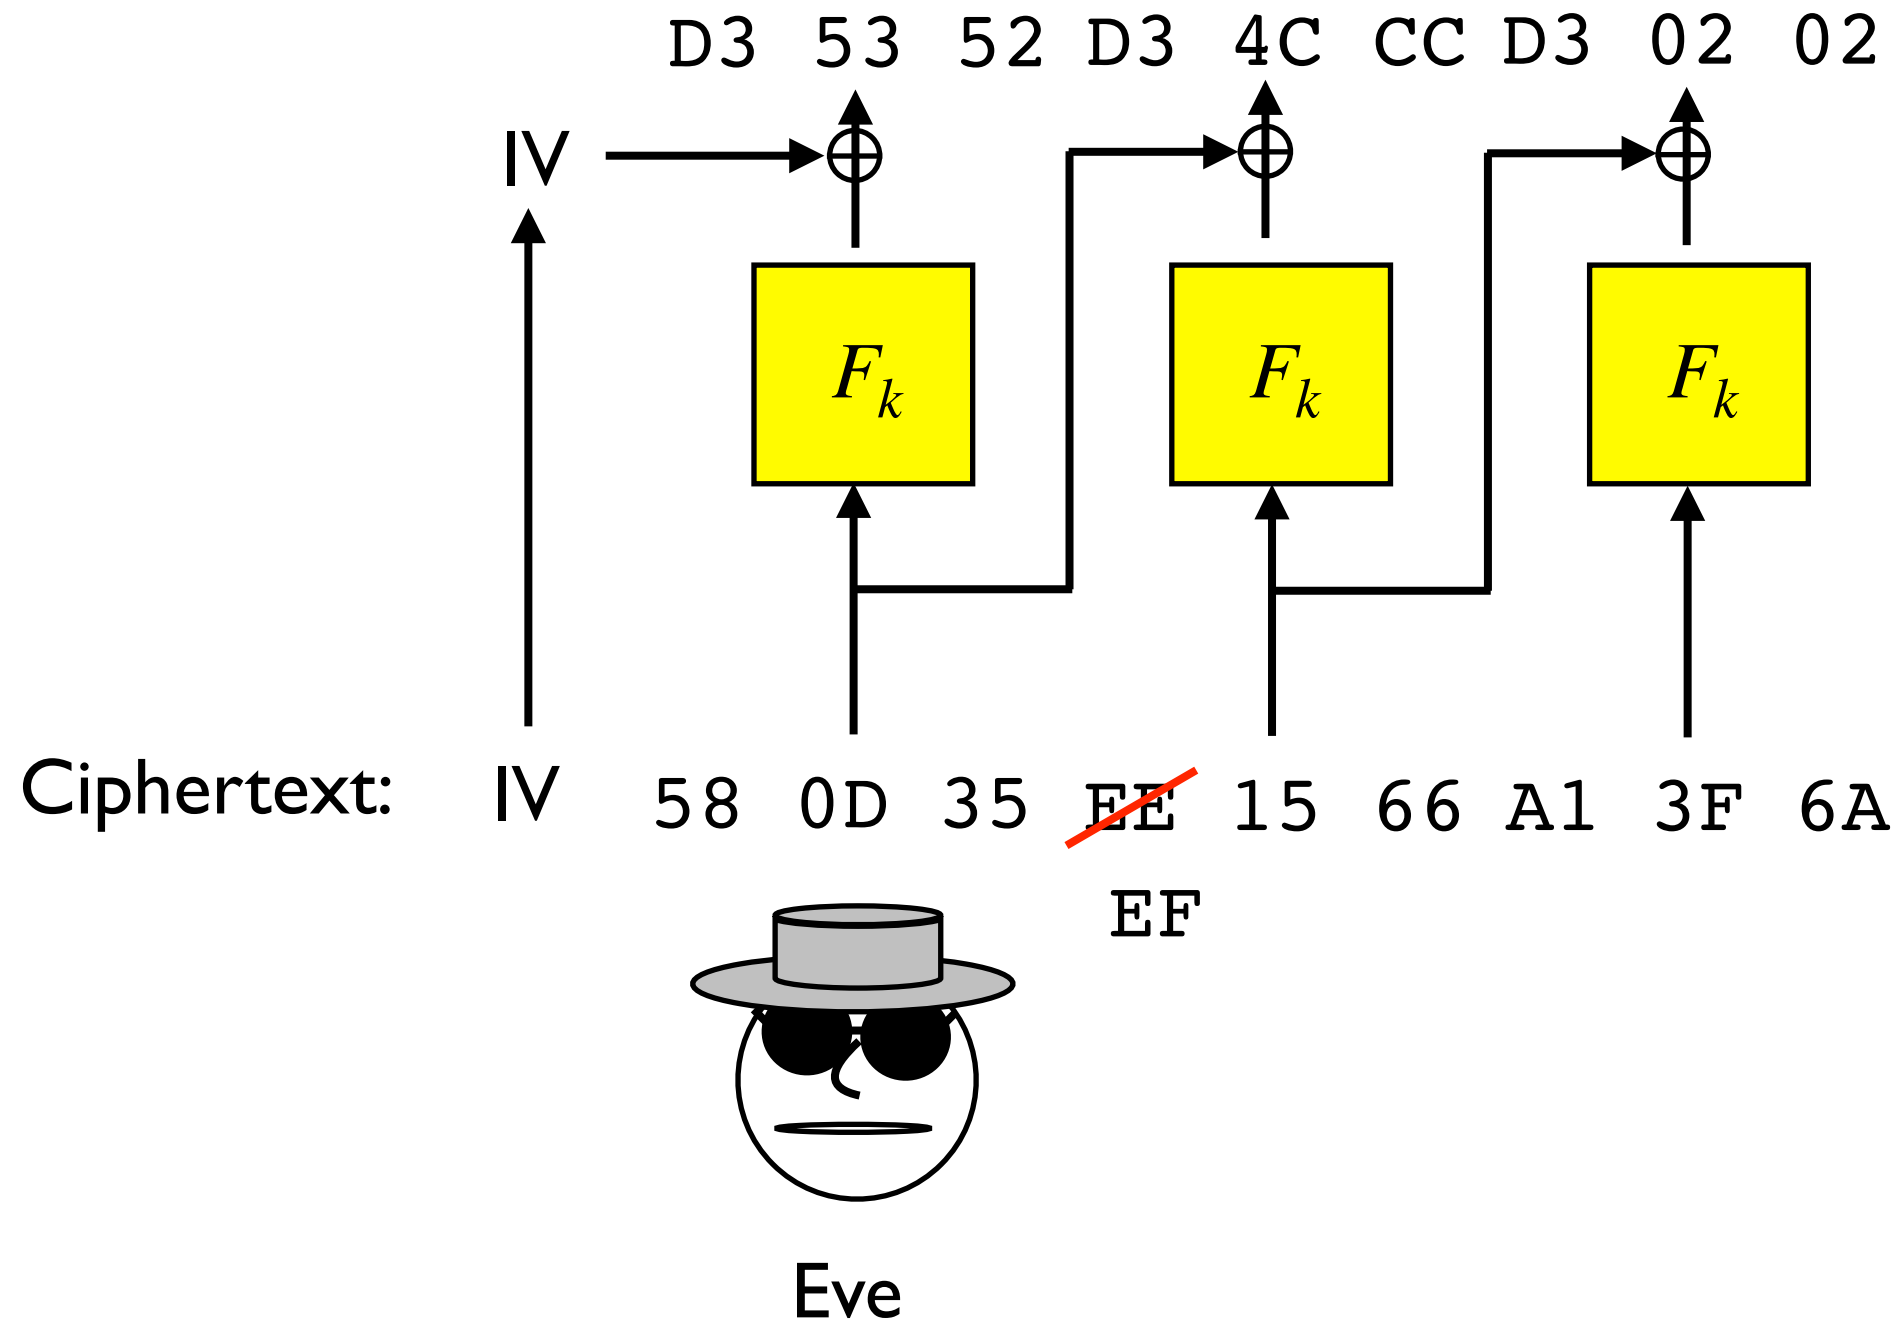 D3 53 52 D3 4C CC D3 02 02
IV
Fk Fk Fk
Ciphertext: IV 58 0D 35 EE 15 66 A1 3F 6A
EF
Eve